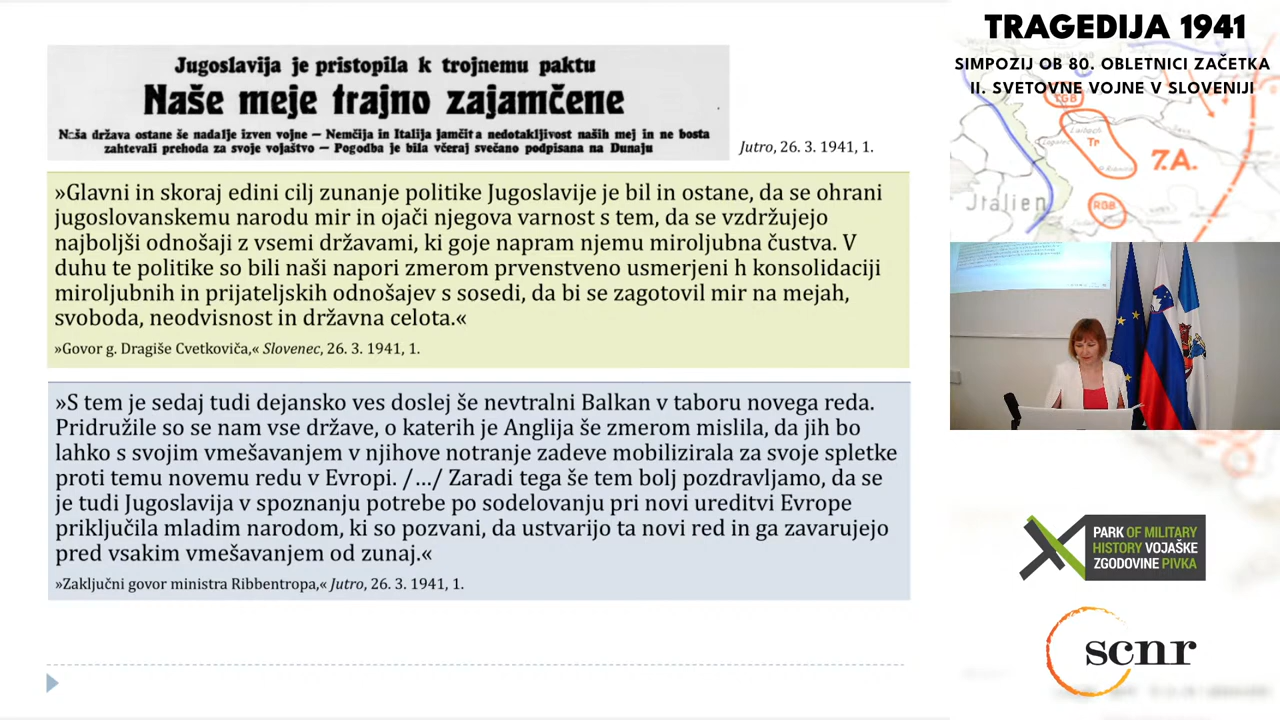 Jugoslavija je pristopila k trojnemu paktu
Naše meje trajno zajamčene
Naša država ostane še nadalje izven vojne — Nemčija in Italija jamčita nedotakljivost naših mej in ne bosta
zahtevali prehoda za svoje vojaštvo — Pogodba je bila včeraj svečano podpisana na Dunaju
Jutro, 26. 3. 1941, 1.
»Glavni in skoraj edini cilj zunanje politike Jugoslavije je bil in ostane, da se ohrani
jugoslovanskemu narodu mir in ojači njegova varnost s tem, da se vzdržujejo
najboljši odnošaji z vsemi državami, ki goje napram njemu miroljubna čustva. V
duhu te politike so bili naši napori zmerom prvenstveno usmerjeni h konsolidaciji
miroljubnih in prijateljskih odnošajev s sosedi, da bi se zagotovil mir na mejah,
svoboda, neodvisnost in državna celota.«
»Govor g. Dragiše Cvetkoviča,« Slovenec, 26. 3. 1941, 1.
»S tem je sedaj tudi dejansko ves doslej še nevtralni Balkan v taboru novega reda.
Pridružile so se nam vse države, o katerih je Anglija še zmerom mislila, da jih bo
lahko s svojim vmešavanjem v njihove notranje zadeve mobilizirala za svoje spletke
proti temu novemu redu v Evropi. /…/ Zaradi tega še tem bolj pozdravljamo, da se
je tudi Jugoslavija v spoznanju potrebe po sodelovanju pri novi ureditvi Evrope
priključila mladim narodom, ki so pozvani, da ustvarijo ta novi red in ga zavarujejo
pred vsakim vmešavanjem od zunaj.«
»Zaključni govor ministra Ribbentropa,« Jutro, 26. 3. 1941, 1.
TRAGEDIJA 1941
SIMPOZIJ OB 80. OBLETNICI ZAČETKA
II. SVETOVNE VOJNE V SLOVENIJI
TGB
Laibach
Tr
7.A.
RGB
Jtalien
PARK OF MILITARY
HISTORY VOJAŠKE
ZGODOVINE PIVKA
scnr